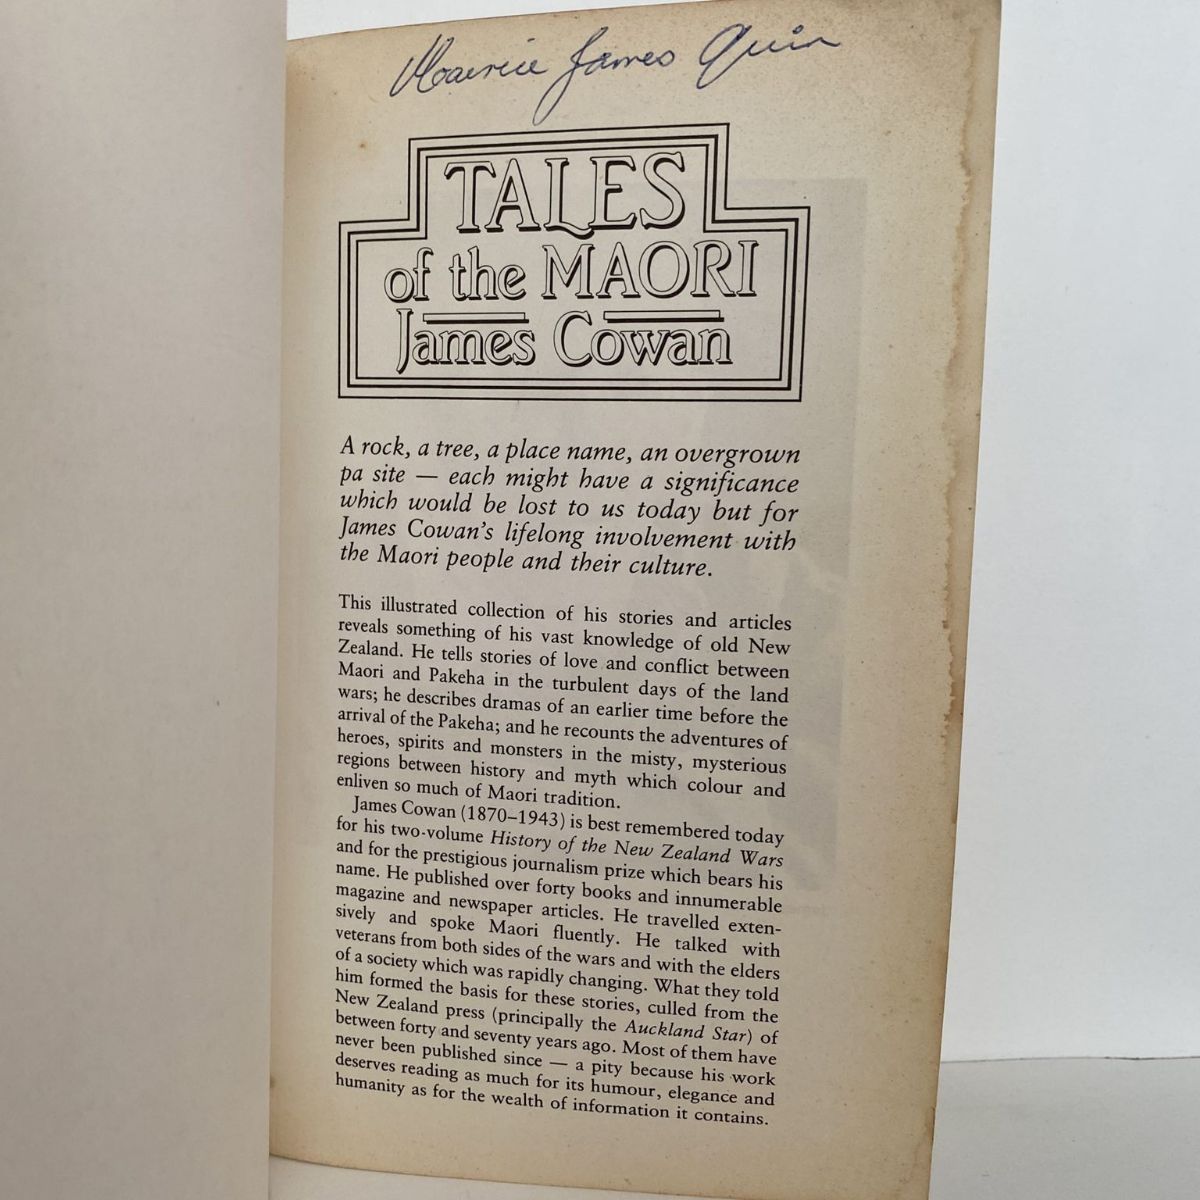 Maurice James Quin
TALES
of the MAORI
James Cowan
A rock, a tree, a place name, an overgrown
pa site — each might have a significance
which would be lost to us today but for
James Cowan's lifelong involvement with
the Maori people and their culture.
This illustrated collection of his stories and articles
reveals something of his vast knowledge of old New
Zealand. He tells stories of love and conflict between
Maori and Pakeha in the turbulent days of the land
wars; he describes dramas of an earlier time before the
arrival of the Pakeha; and he recounts the adventures of
heroes, spirits and monsters in the misty, mysterious
regions between history and myth which colour and
enliven so much of Maori tradition.
James Cowan (1870–1943) is best remembered today
for his two-volume History of the New Zealand Wars
and for the prestigious journalism prize which bears his
name. He published over forty books and innumerable
magazine and newspaper articles. He travelled exten-
sively and spoke Maori fluently. He talked with
veterans from both sides of the wars and with the elders
of a society which was rapidly changing. What they told
him formed the basis for these stories, culled from the
New Zealand press (principally the Auckland Star) of
between forty and seventy years ago. Most of them have
never been published since — a pity because his work
deserves reading as much for its humour, elegance and
humanity as for the wealth of information it contains.